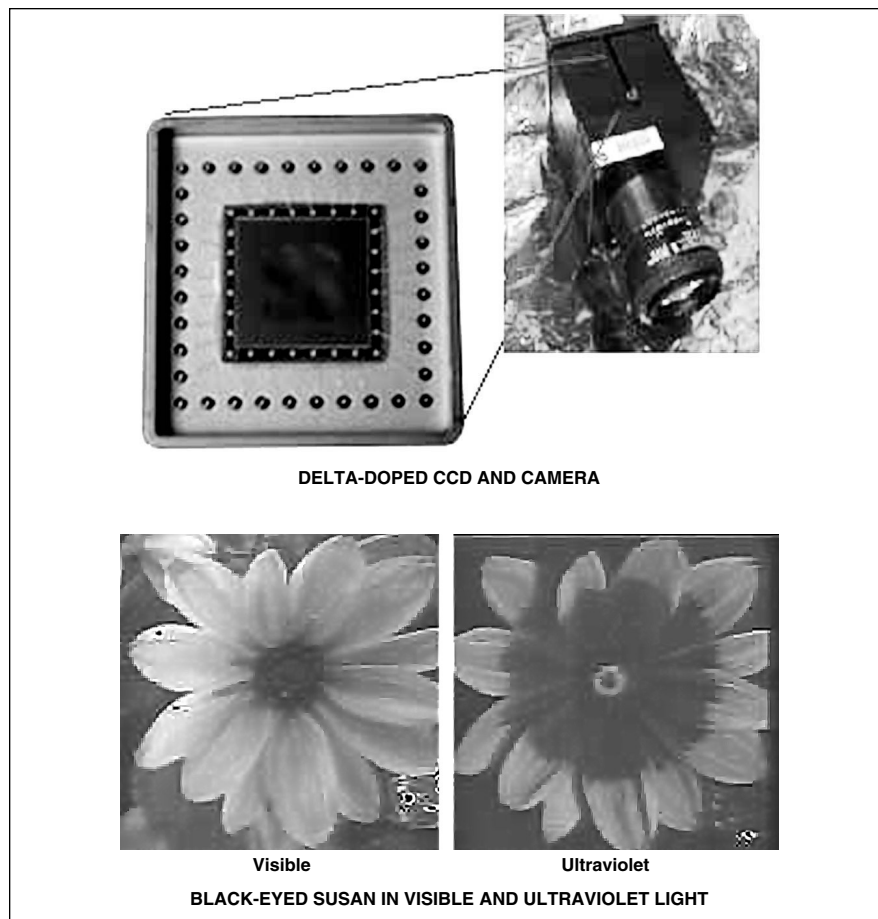 DELTA-DOPED CCD AND CAMERA
Visible
Ultraviolet
BLACK-EYED SUSAN IN VISIBLE AND ULTRAVIOLET LIGHT